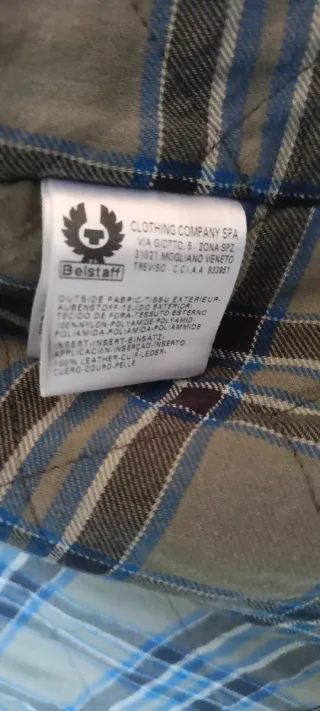 Belstaff
CLOTHING COMPANY SPA
VIA GIOTTO, 5 - ZONA SPZ
31021 MOGLIANO VENETO
TREVISO - C.C.I.A.A. 933951
OUTSIDE FABRIC-TISSU EXTERIEUR-
AUBENSTOFF-TEJIDO EXTERIOR-
TECIDO DE FORA-TESSUTO ESTERNO
100%NYLON-POLYAMIDE-POLYAMID-
POLIAMIDA-POLIAMIDA-POLIAMMIDE
INSERT-INSERT-EINSATZ-
APPLICACIÓN-INSERÇÃO-INSERTO
100% LEATHER-CUIR-LEDER-
CUERO-COURO-PELLE